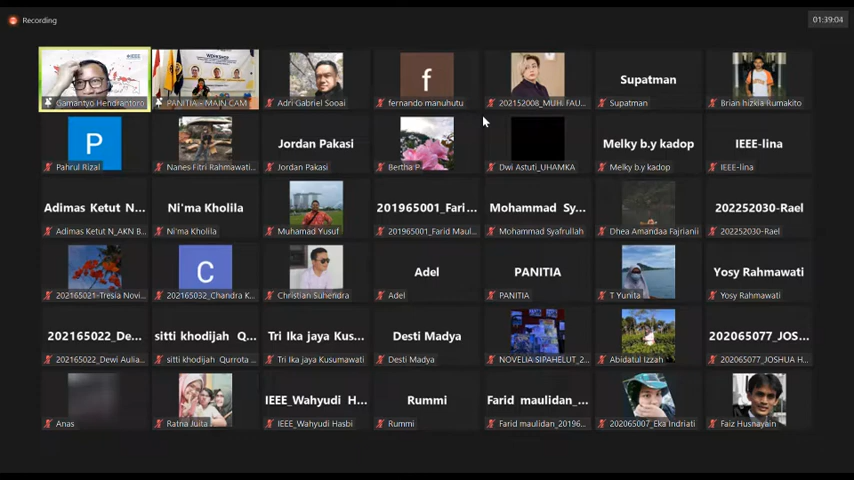 Recording
01:39:04
Gamantyo Hendrantoro
WORKSHOP
PANITIA - MAIN CAM
Adri Gabriel Sooai
f
fernando manuhutu
202152008_MUH. FAU...
Supatman
Supatman
Brian hizkia Rumakito
P
Pahrul Rizal
Nanes Fitri Rahmawati...
Jordan Pakasi
Jordan Pakasi
Bertha P
Dwi Astuti_UHAMKA
Melky b.y kadop
Melky b.y kadop
IEEE-lina
IEEE-lina
Adimas Ketut N...
Adimas Ketut N_AKN B...
Ni'ma Kholila
Ni'ma Kholila
Muhamad Yusuf
201965001_Fari...
201965001_Farid Maul...
Mohammad Sy...
Mohammad Syafrullah
Dhea Amandaa Fajrianii
202252030-Rael
202252030-Rael
202165021-Tresia Novi...
C
202165032_Chandra K...
Christian Suhendra
Adel
Adel
PANITIA
PANITIA
T Yunita
Yosy Rahmawati
Yosy Rahmawati
202165022_De...
202165022_Dewi Aulia...
sitti khodijah Qu...
sitti khodijah Qurrota ...
Tri Ika jaya Kus...
Tri Ika jaya Kusumawati
Desti Madya
Desti Madya
NOVELIA SIPAHELUT_2...
Abidatul Izzah
202065077_JOS...
202065077_JOSHUA H...
Anas
Ratna Juita
IEEE_Wahyudi H...
IEEE_Wahyudi Hasbi
Rummi
Rummi
Farid maulidan_...
Farid maulidan_20196...
202065007_Eka Indriati
Faiz Husnayain